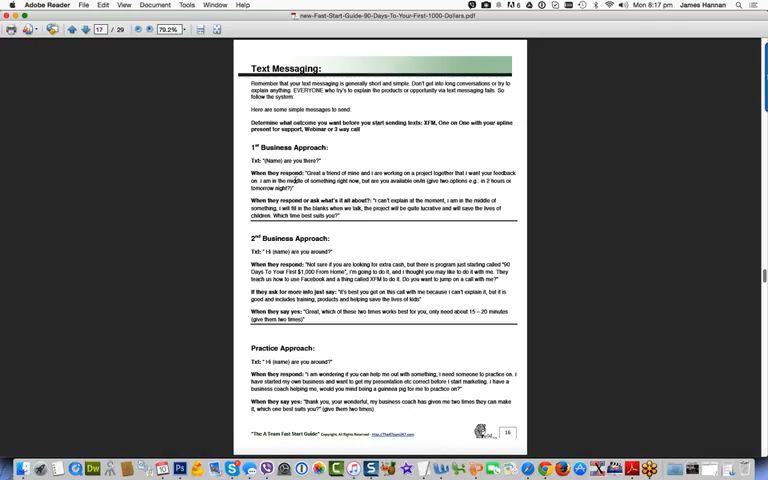 Adobe Reader File Edit View Document Tools Window Help 6 Mon 8:17 pm James Hannan
new-Fast-Start-Guide-90-Days-To-Your-First-1000-Dollars.pdf
17 / 29 79.2%
Text Messaging:
Remember that your text messaging is generally short and simple. Don't get into long conversations or try to
explain anything. EVERYONE who try's to explain the products or opportunity via text messaging fails. So
follow the system:
Here are some simple messages to send:
Determine what outcome you want before you start sending texts: XFM, One on One with your upline
present for support, Webinar or 3 way call
1st Business Approach:
Txt: "(Name) are you there?"
When they respond: "Great a friend of mine and I are working on a project together that i want your feedback
on. i am in the middle of something right now, but are you available on/in (give two options e.g.: in 2 hours or
tomorrow night?)"
When they respond or ask what's it all about?: "I can't explain at the moment, i am in the middle of
something, i will fill in the blanks when we talk, the project will be quite lucrative and will save the lives of
children. Which time best suits you?"
2nd Business Approach:
Txt: " Hi (name) are you around?"
When they respond: "Not sure if you are looking for extra cash, but there is program just starting called "90
Days To Your First $1,000 From Home", i'm going to do it, and i thought you may like to do it with me. They
teach us how to use Facebook and a thing called XFM to do it. Do you want to jump on a call with me?"
If they ask for more info just say: "it's best you get on this call with me because I can't explain it, but it is
good and includes training, products and helping save the lives of kids"
When they say yes: "Great, which of these two times works best for you, only need about 15 – 20 minutes
(give them two times)"
Practice Approach:
Txt: " Hi (name) are you around?"
When they respond: "I am wondering if you can help me out with something, i need someone to practice on. I
have started my own business and want to get my presentation etc correct before i start marketing. i have a
business coach helping me, would you mind being a guinea pig for me to practice on?"
When they say yes: "thank you, your wonderful, my business coach has given me two times they can make
it, which one best suits you?" (give them two times)
"The A Team Fast Start Guide" Copyrights, All Rights Reserved - http://TheATeam247.com 16